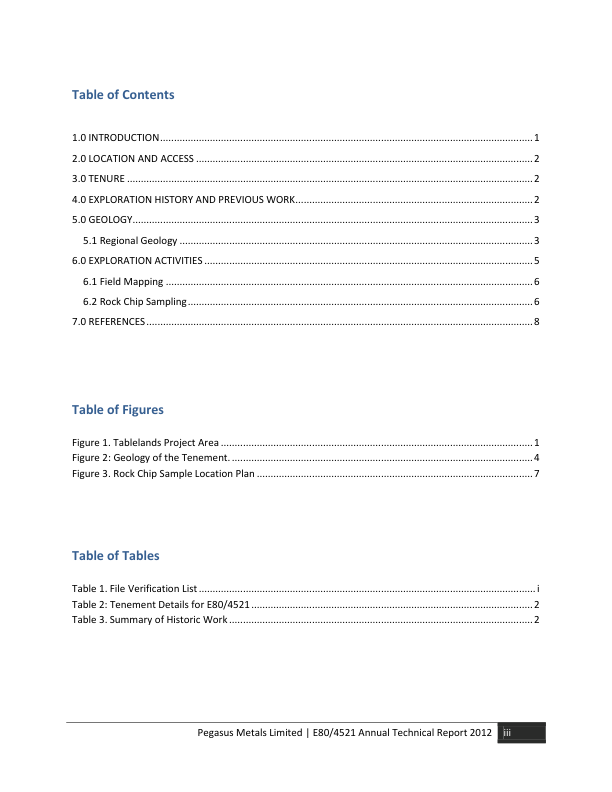 Table of Contents
1.0 INTRODUCTION.....1
2.0 LOCATION AND ACCESS.....2
3.0 TENURE.....2
4.0 EXPLORATION HISTORY AND PREVIOUS WORK.....2
5.0 GEOLOGY.....3
5.1 Regional Geology.....3
6.0 EXPLORATION ACTIVITIES.....5
6.1 Field Mapping.....6
6.2 Rock Chip Sampling.....6
7.0 REFERENCES.....8
Table of Figures
Figure 1. Tablelands Project Area.....1
Figure 2: Geology of the Tenement......4
Figure 3. Rock Chip Sample Location Plan.....7
Table of Tables
Table 1. File Verification List.....i
Table 2: Tenement Details for E80/4521.....2
Table 3. Summary of Historic Work.....2
Pegasus Metals Limited | E80/4521 Annual Technical Report 2012 iii